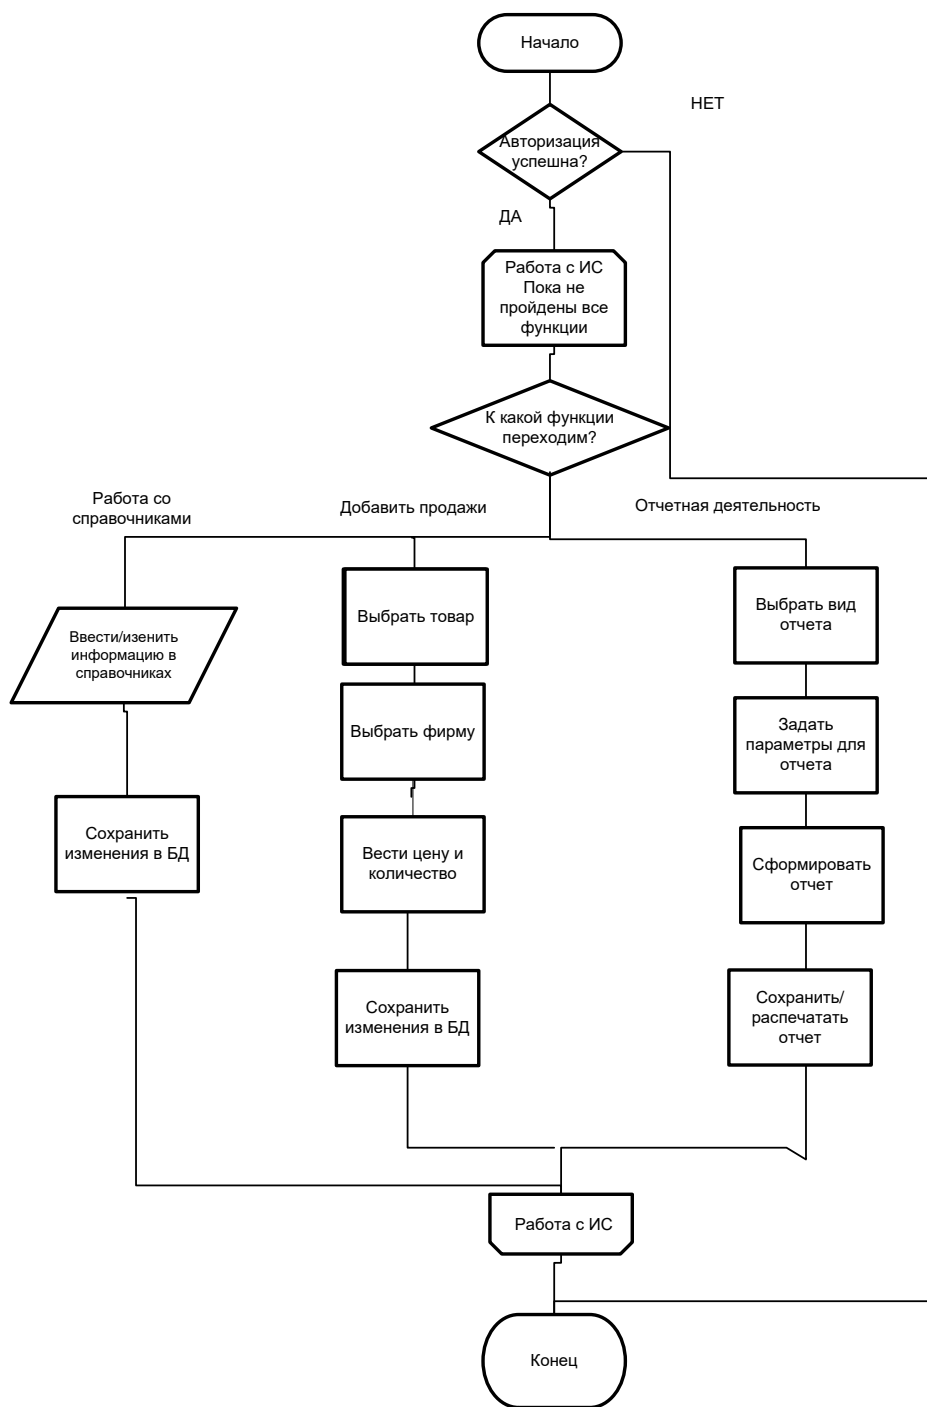 Начало
НЕТ
Авторизация
успешна?
ДА
Работа с ИС
Пока не
пройдены все
функции
К какой функции
переходим?
Работа со
справочниками
Добавить продажи
Отчетная деятельность
Ввести/изенить
информацию в
справочниках
Сохранить
изменения в БД
Выбрать товар
Выбрать фирму
Вести цену и
количество
Сохранить
изменения в БД
Выбрать вид
отчета
Задать
параметры для
отчета
Сформировать
отчет
Сохранить/
распечатать
отчет
Работа с ИС
Конец